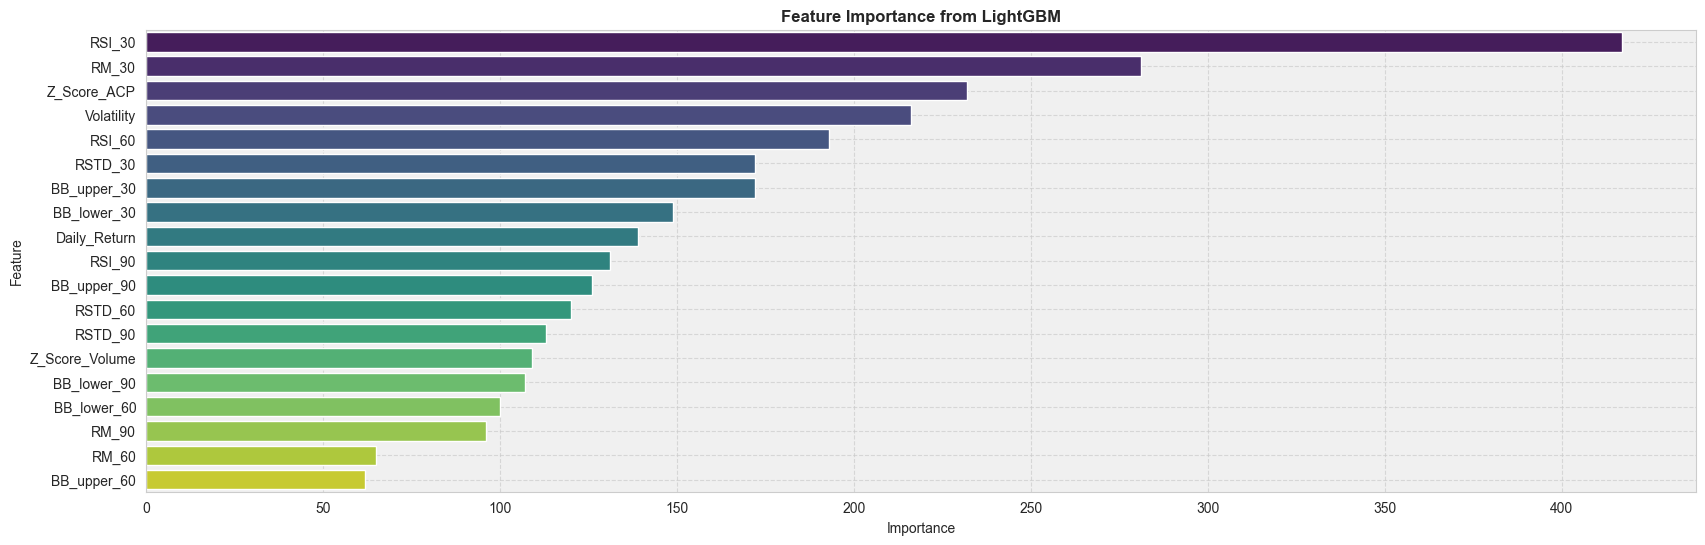 Feature Importance from LightGBM
Feature
RSI_30
RM_30
Z_Score_ACP
Volatility
RSI_60
RSTD_30
BB_upper_30
BB_lower_30
Daily_Return
RSI_90
BB_upper_90
RSTD_60
RSTD_90
Z_Score_Volume
BB_lower_90
BB_lower_60
RM_90
RM_60
BB_upper_60
0 50 100 150 200 250 300 350 400
Importance